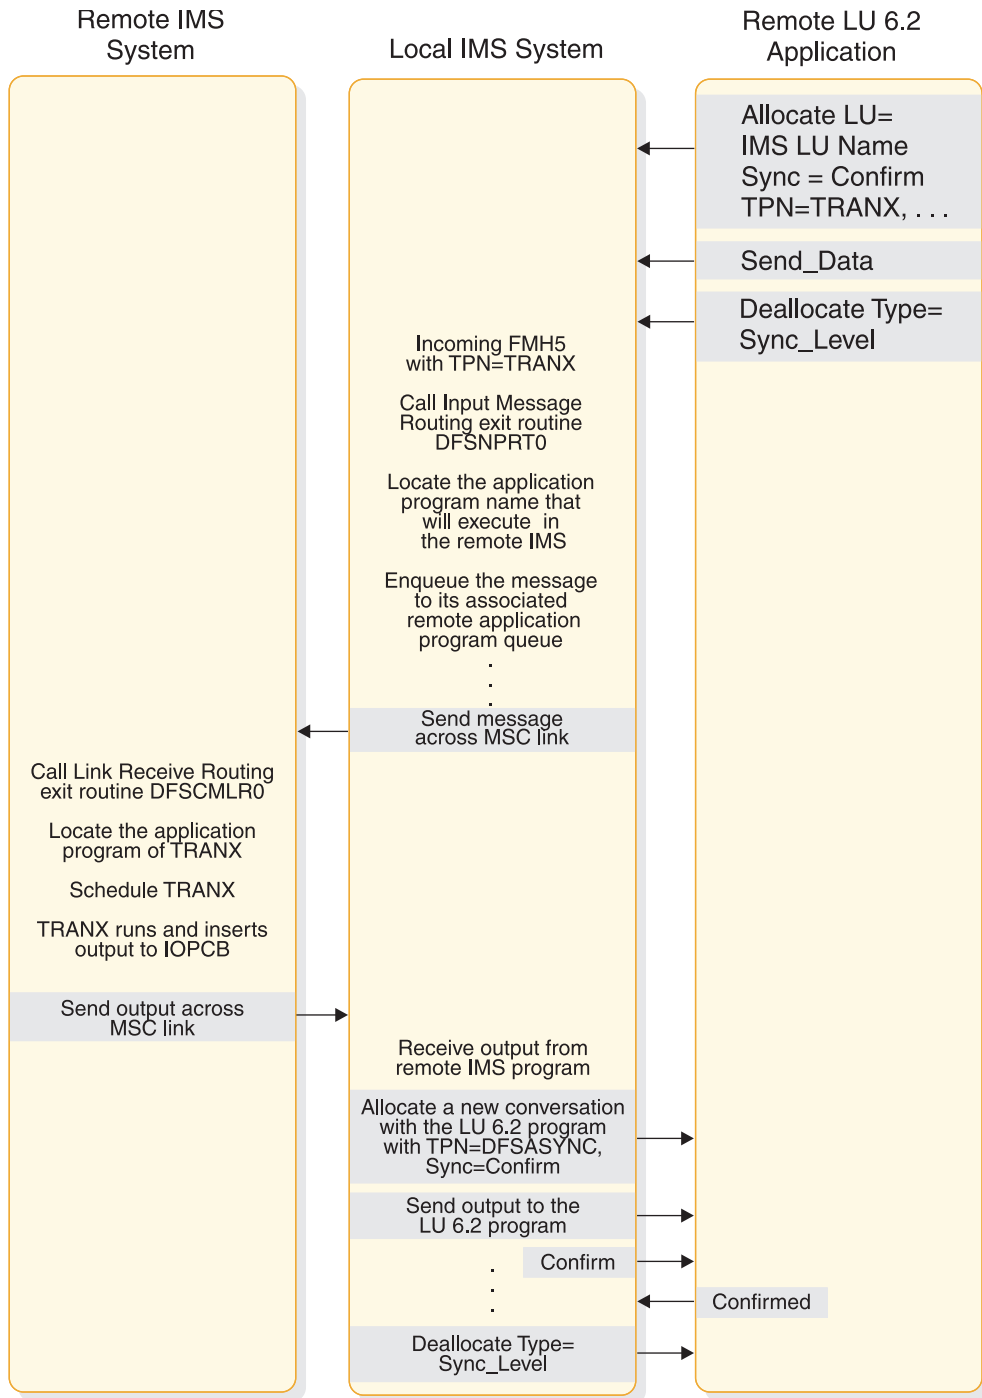 Remote IMS
System
Local IMS System
Remote LU 6.2
Application
Allocate LU=
IMS LU Name
Sync = Confirm
TPN=TRANX, . . .
Send_Data
Deallocate Type=
Sync_Level
Incoming FMH5
with TPN=TRANX
Call Input Message
Routing exit routine
DFSNPRT0
Locate the application
program name that
will execute in
the remote IMS
Enqueue the message
to its associated
remote application
program queue
.
.
.
Send message
across MSC link
Call Link Receive Routing
exit routine DFSCMLR0
Locate the application
program of TRANX
Schedule TRANX
TRANX runs and inserts
output to IOPCB
Send output across
MSC link
Receive output from
remote IMS program
Allocate a new conversation
with the LU 6.2 program
with TPN=DFSASYNC,
Sync=Confirm
Send output to the
LU 6.2 program
Confirm
.
.
.
Confirmed
Deallocate Type=
Sync_Level